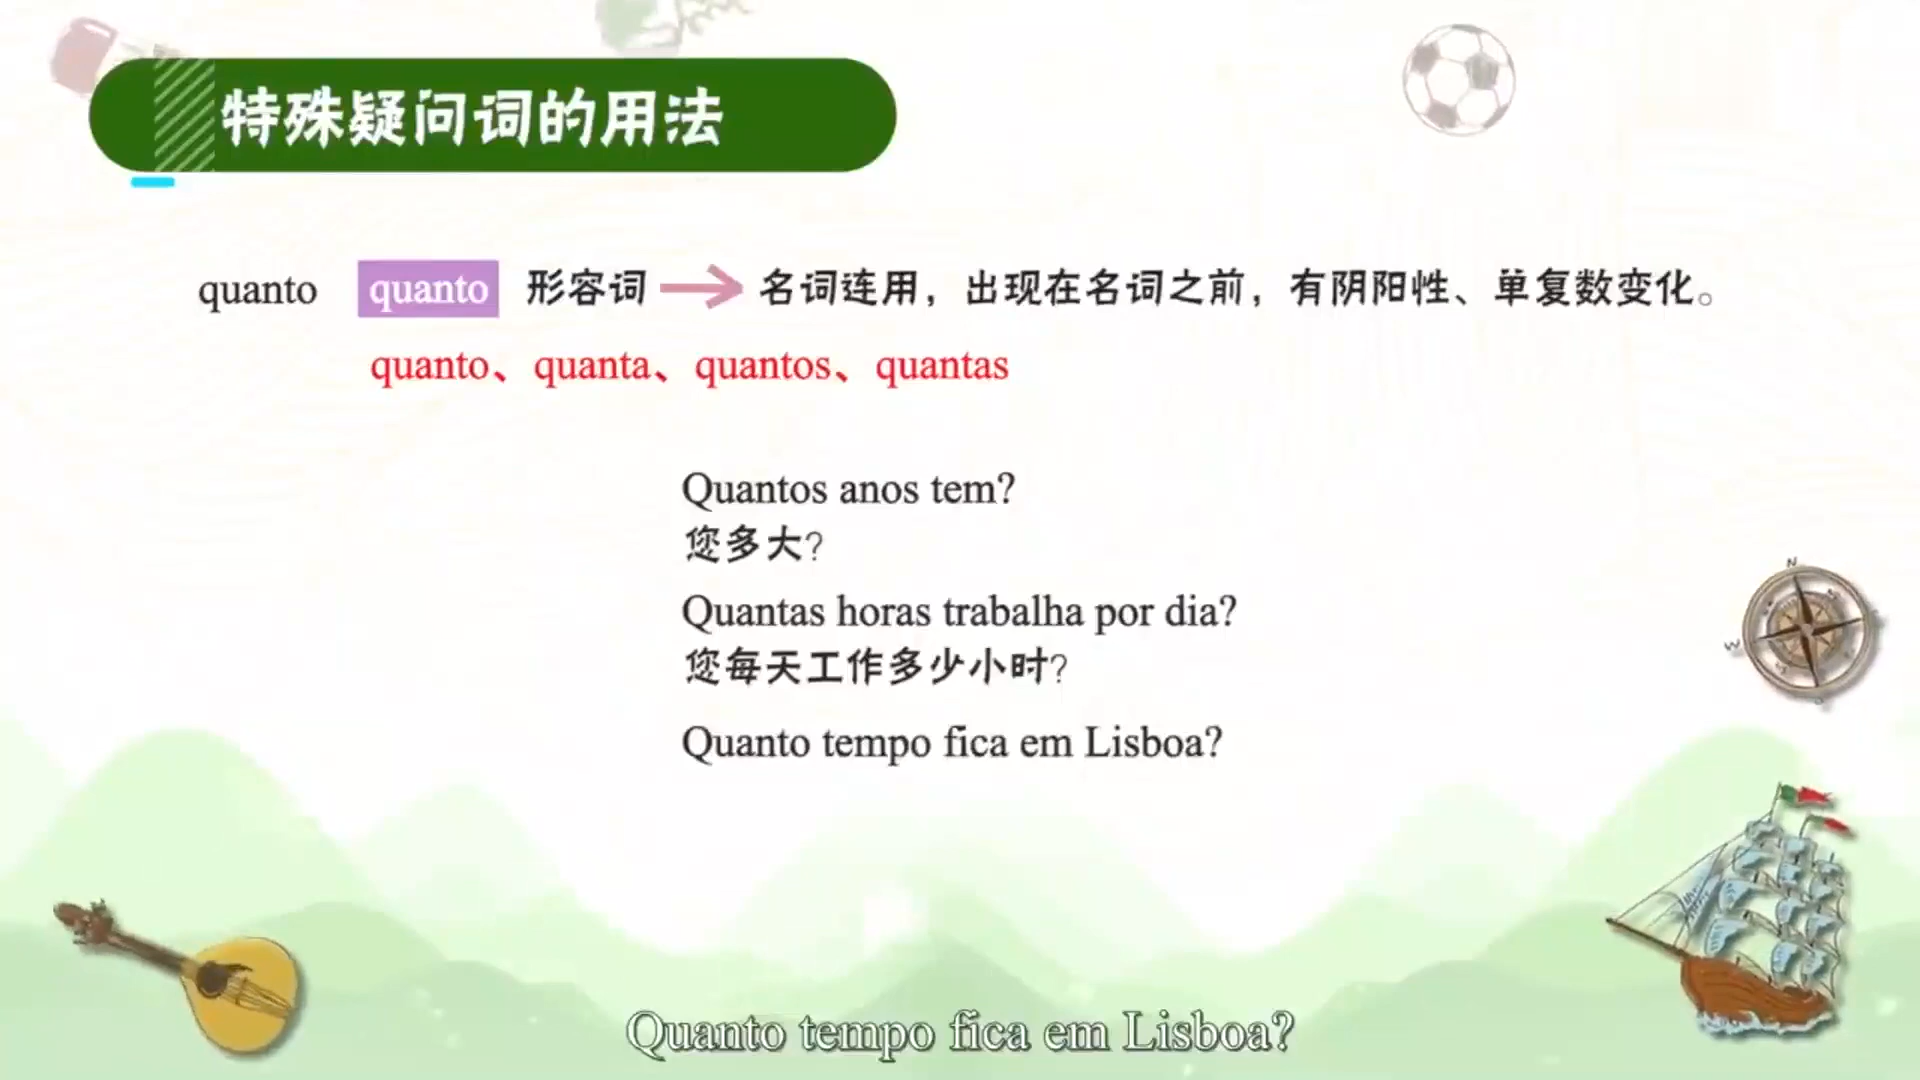 特殊疑问词的用法
quanto quanto 形容词 名词连用，出现在名词之前，有阴阳性、单复数变化。
quanto、quanta、quantos、quantas
Quantos anos tem?
您多大?
Quantas horas trabalha por dia?
您每天工作多少小时?
Quanto tempo fica em Lisboa?
N
W
Quanto tempo fica em Lisboa?